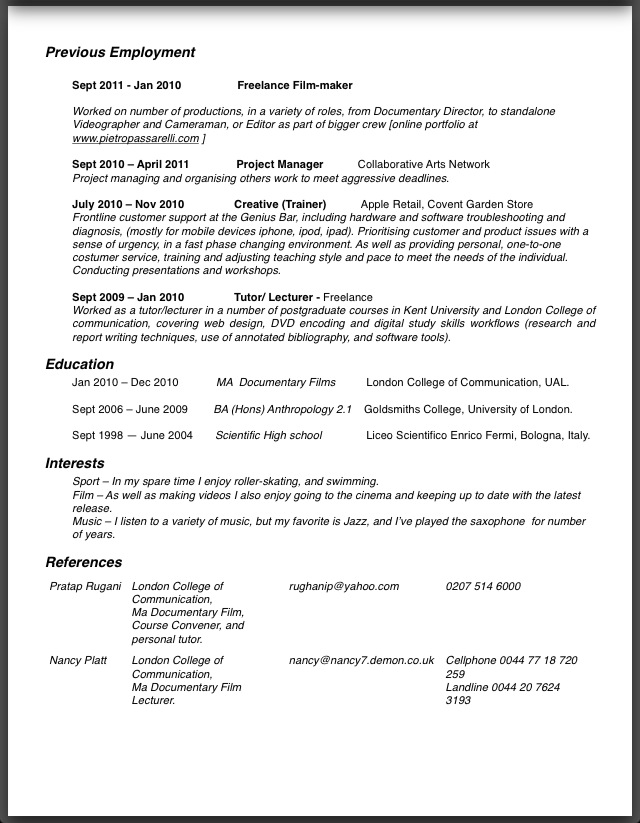 Previous Employment
Sept 2011 - Jan 2010 Freelance Film-maker
Worked on number of productions, in a variety of roles, from Documentary Director, to standalone
Videographer and Cameraman, or Editor as part of bigger crew [online portfolio at
www.pietropassarelli.com ]
Sept 2010 – April 2011 Project Manager Collaborative Arts Network
Project managing and organising others work to meet aggressive deadlines.
July 2010 – Nov 2010 Creative (Trainer) Apple Retail, Covent Garden Store
Frontline customer support at the Genius Bar, including hardware and software troubleshooting and
diagnosis, (mostly for mobile devices iphone, ipod, ipad). Prioritising customer and product issues with a
sense of urgency, in a fast phase changing environment. As well as providing personal, one-to-one
costumer service, training and adjusting teaching style and pace to meet the needs of the individual.
Conducting presentations and workshops.
Sept 2009 – Jan 2010 Tutor/ Lecturer - Freelance
Worked as a tutor/lecturer in a number of postgraduate courses in Kent University and London College of
communication, covering web design, DVD encoding and digital study skills workflows (research and
report writing techniques, use of annotated bibliography, and software tools).
Education
Jan 2010 – Dec 2010 MA Documentary Films London College of Communication, UAL.
Sept 2006 – June 2009 BA (Hons) Anthropology 2.1 Goldsmiths College, University of London.
Sept 1998 — June 2004 Scientific High school Liceo Scientifico Enrico Fermi, Bologna, Italy.
Interests
Sport – In my spare time I enjoy roller-skating, and swimming.
Film – As well as making videos I also enjoy going to the cinema and keeping up to date with the latest
release.
Music – I listen to a variety of music, but my favorite is Jazz, and I've played the saxophone for number
of years.
References
Pratap Rugani London College of rughanip@yahoo.com 0207 514 6000
Communication,
Ma Documentary Film,
Course Convener, and
personal tutor.
Nancy Platt London College of nancy@nancy7.demon.co.uk Cellphone 0044 77 18 720
Communication, 259
Ma Documentary Film Landline 0044 20 7624
Lecturer. 3193